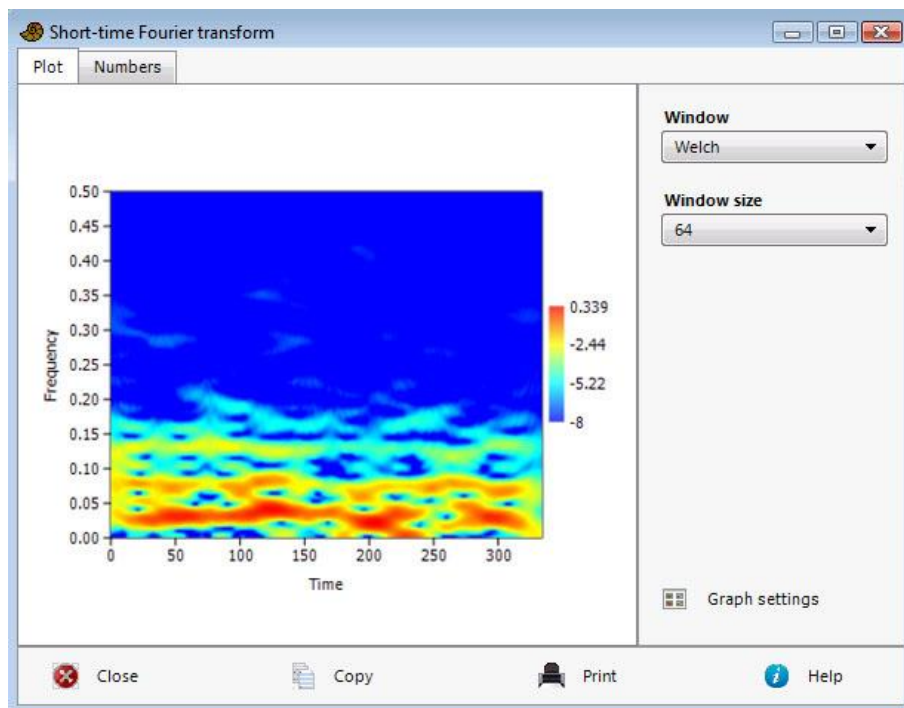 Short-time Fourier transform
Plot Numbers
Window
Welch
Window size
64
0.50
0.45
0.40
0.35
0.30
0.25
0.20
0.15
0.10
0.05
0.00
Frequency
0 50 100 150 200 250 300
Time
0.339
-2.44
-5.22
-8
Graph settings
Close Copy Print Help